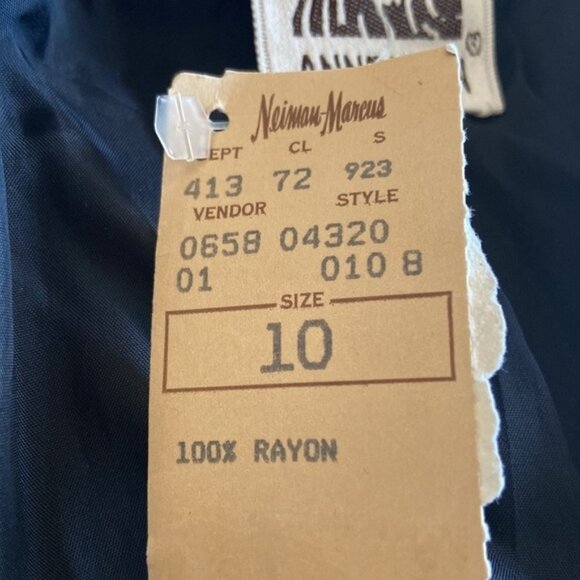 Neiman-Marcus
DEPT CL S
413 72 923
VENDOR STYLE
0658 04320
01 010 8
SIZE
10
100% RAYON
®